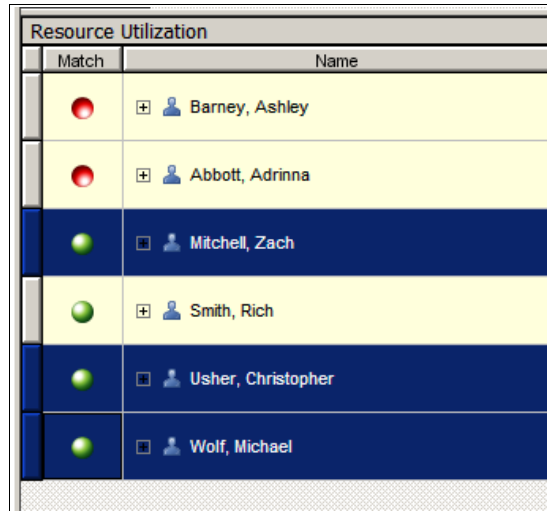 Resource Utilization
Match Name
Barney, Ashley
Abbott, Adrinna
Mitchell, Zach
Smith, Rich
Usher, Christopher
Wolf, Michael